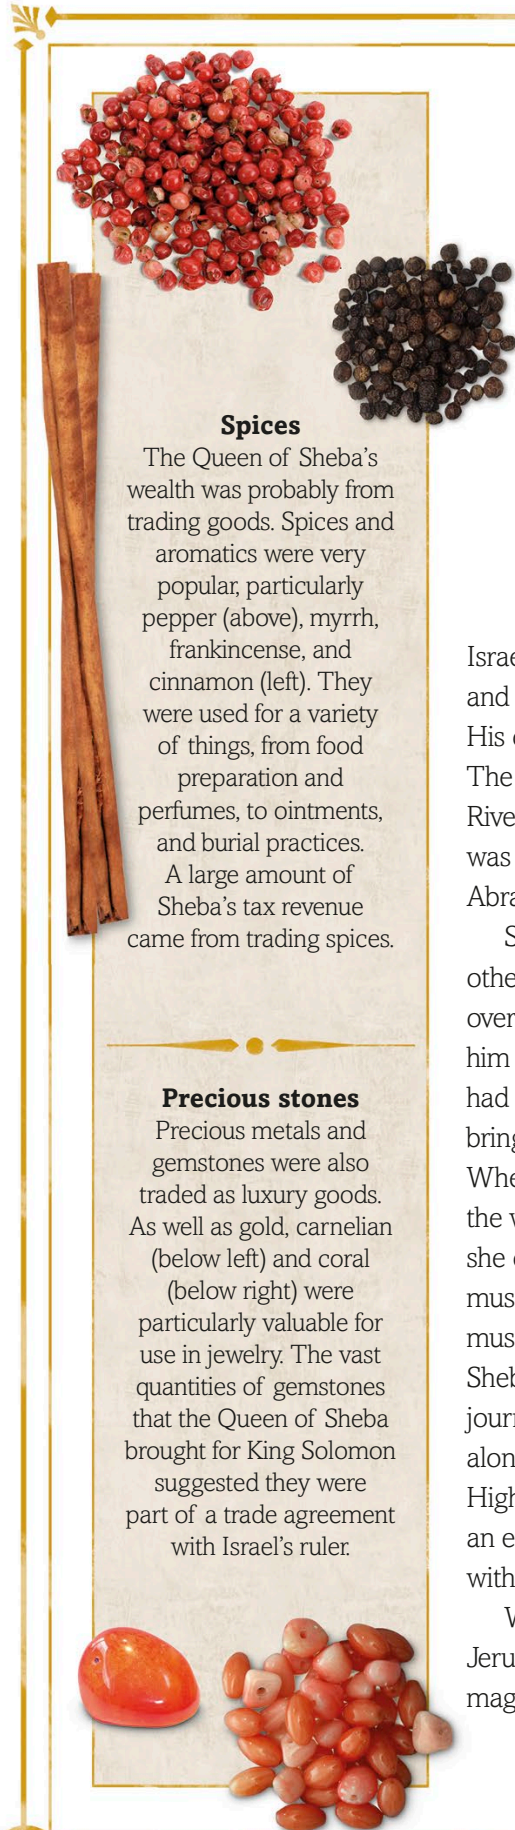 Spices
The Queen of Sheba's
wealth was probably from
trading goods. Spices and
aromatics were very
popular, particularly
pepper (above), myrrh,
frankincense, and
cinnamon (left). They
were used for a variety
of things, from food
preparation and
perfumes, to ointments,
and burial practices.
A large amount of
Sheba's tax revenue
came from trading spices.
Precious stones
Precious metals and
gemstones were also
traded as luxury goods.
As well as gold, carnelian
(below left) and coral
(below right) were
particularly valuable for
use in jewelry. The vast
quantities of gemstones
that the Queen of Sheba
brought for King Solomon
suggested they were
part of a trade agreement
with Israel's ruler.
and
His
The
was
over
him
had
the
she
an
with